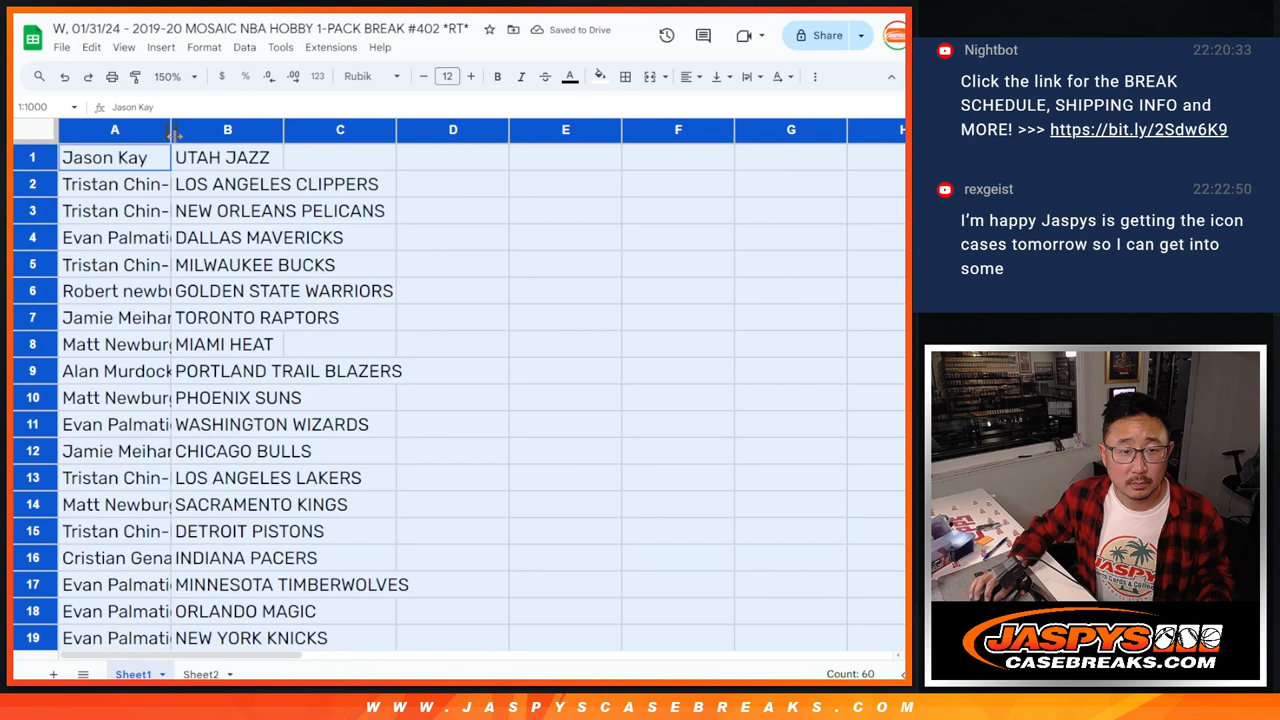 W, 01/31/24 - 2019-20 MOSAIC NBA HOBBY 1-PACK BREAK #402 *RT*
Saved to Drive
Share
File Edit View Insert Format Data Tools Extensions Help
150% $ % .0 .00 123 Rubik 12
1:1000 fx Jason Kay
A B C D E F G H
1 Jason Kay UTAH JAZZ
2 Tristan Chin- LOS ANGELES CLIPPERS
3 Tristan Chin- NEW ORLEANS PELICANS
4 Evan Palmati DALLAS MAVERICKS
5 Tristan Chin- MILWAUKEE BUCKS
6 Robert newbu GOLDEN STATE WARRIORS
7 Jamie Meihar TORONTO RAPTORS
8 Matt Newburg MIAMI HEAT
9 Alan Murdock PORTLAND TRAIL BLAZERS
10 Matt Newburg PHOENIX SUNS
11 Evan Palmati WASHINGTON WIZARDS
12 Jamie Meihar CHICAGO BULLS
13 Tristan Chin- LOS ANGELES LAKERS
14 Matt Newburg SACRAMENTO KINGS
15 Tristan Chin- DETROIT PISTONS
16 Cristian Gena INDIANA PACERS
17 Evan Palmati MINNESOTA TIMBERWOLVES
18 Evan Palmati ORLANDO MAGIC
19 Evan Palmati NEW YORK KNICKS
Sheet1 Sheet2 Count: 60
Nightbot 22:20:33
Click the link for the BREAK
SCHEDULE, SHIPPING INFO and
MORE! >>> https://bit.ly/2Sdw6K9
rexgeist 22:22:50
I'm happy Jaspys is getting the icon
cases tomorrow so I can get into
some
JASPYS
JASPYS
CASEBREAKS.COM
WWW.JASPYSCASEBREAKS.COM